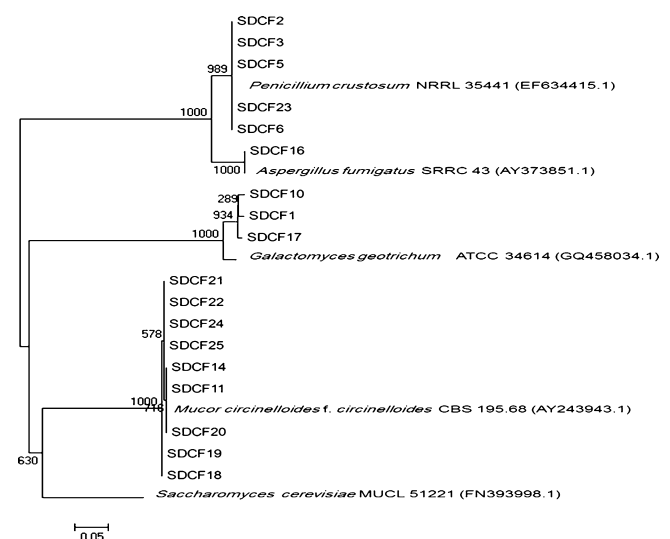 SDCF2
SDCF3
SDCF5
989
Penicillium crustosum NRRL 35441 (EF634415.1)
SDCF23
1000
SDCF6
SDCF16
1000
Aspergillus fumigatus SRRC 43 (AY373851.1)
SDCF10
289
934
SDCF1
1000
SDCF17
Galactomyces geotrichum ATCC 34614 (GQ458034.1)
SDCF21
SDCF22
SDCF24
578
SDCF25
SDCF14
SDCF11
1000
716
Mucor circinelloides f. circinelloides CBS 195.68 (AY243943.1)
SDCF20
SDCF19
630
SDCF18
Saccharomyces cerevisiae MUCL 51221 (FN393998.1)
0.05